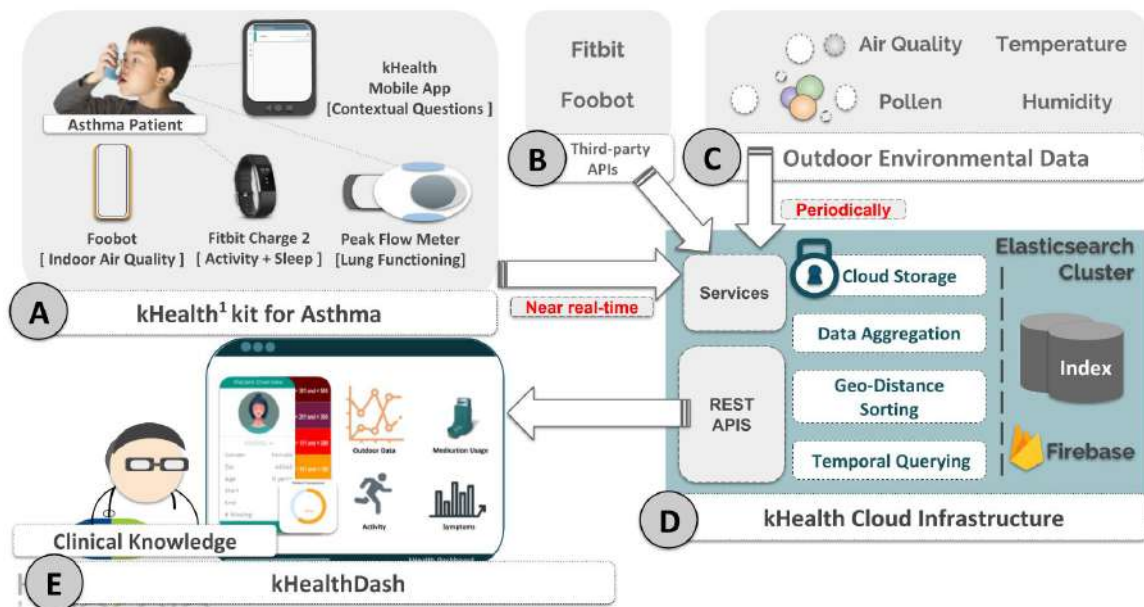 kHealth
Mobile App
[Contextual Questions ]
Asthma Patient
Foobot
[ Indoor Air Quality ]
Fitbit Charge 2
[ Activity + Sleep ]
Peak Flow Meter
[Lung Functioning]
A
kHealth¹ kit for Asthma
Fitbit
Foobot
B
Third-party
APIs
Air Quality
Temperature
Pollen
Humidity
C
Outdoor Environmental Data
Periodically
Near real-time
Services
REST
APIS
Cloud Storage
Data Aggregation
Geo-Distance
Sorting
Temporal Querying
Elasticsearch
Cluster
Index
Firebase
D
kHealth Cloud Infrastructure
Outdoor Data
Medication Usage
Activity
Symptoms
Clinical Knowledge
E
kHealthDash